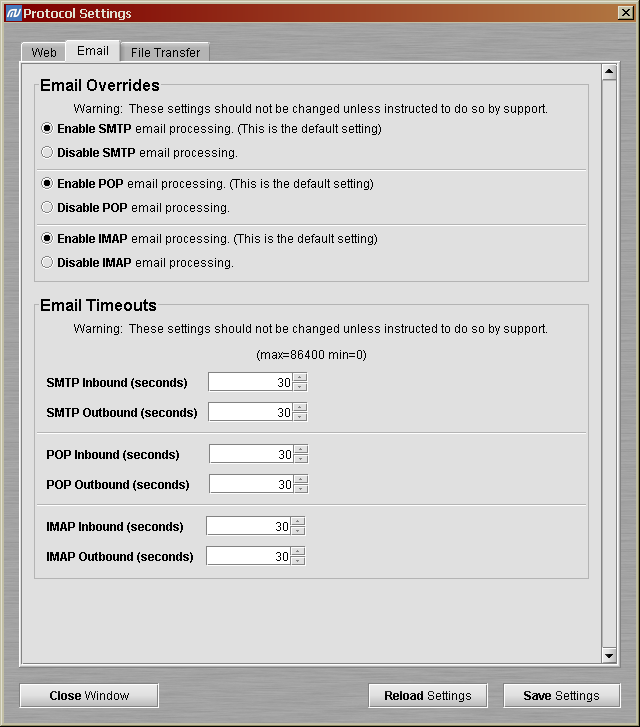 Protocol Settings
Web Email File Transfer
Email Overrides
Warning: These settings should not be changed unless instructed to do so by support.
Enable SMTP email processing. (This is the default setting)
Disable SMTP email processing.
Enable POP email processing. (This is the default setting)
Disable POP email processing.
Enable IMAP email processing. (This is the default setting)
Disable IMAP email processing.
Email Timeouts
Warning: These settings should not be changed unless instructed to do so by support.
(max=86400 min=0)
SMTP Inbound (seconds) 30
SMTP Outbound (seconds) 30
POP Inbound (seconds) 30
POP Outbound (seconds) 30
IMAP Inbound (seconds) 30
IMAP Outbound (seconds) 30
Close Window Reload Settings Save Settings